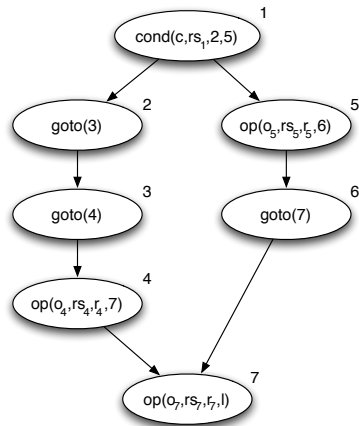 1
cond(c,rs₁,2,5)
2
goto(3)
5
op(o₅,rs₅,r₅,6)
3
goto(4)
6
goto(7)
4
op(o₄,rs₄,r₄,7)
7
op(o₇,rs₇,r₇,l)